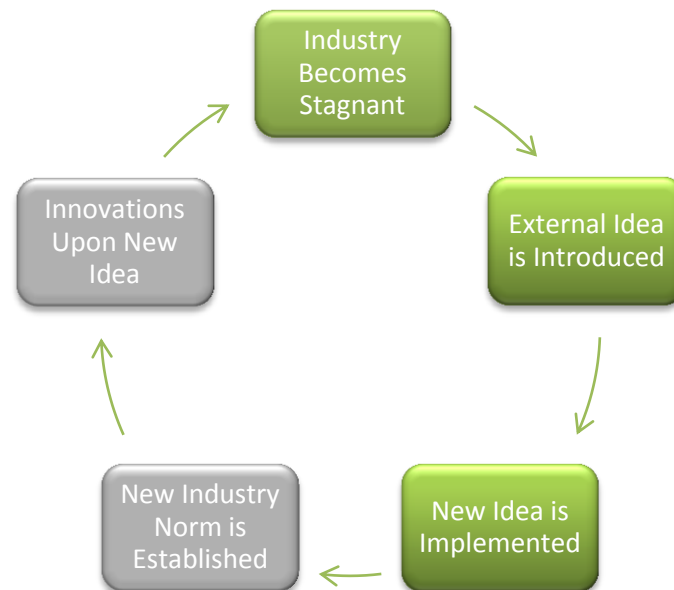 Industry
Becomes
Stagnant
External Idea
is Introduced
New Idea is
Implemented
New Industry
Norm is
Established
Innovations
Upon New
Idea